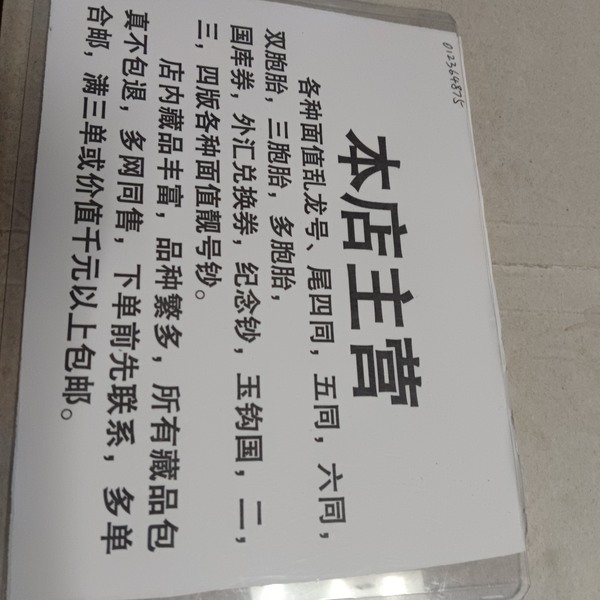 012364875
本店主营
各种面值乱龙号、尾四同，五同，六同，
双胞胎，三胞胎，多胞胎，
国库券，外汇兑换券，纪念钞，玉钩国，二，
三，四版各种面值靓号钞。
店内藏品丰富，品种繁多，所有藏品包
真不包退，多网同售，下单前先联系，多单
合邮，满三单或价值千元以上包邮。